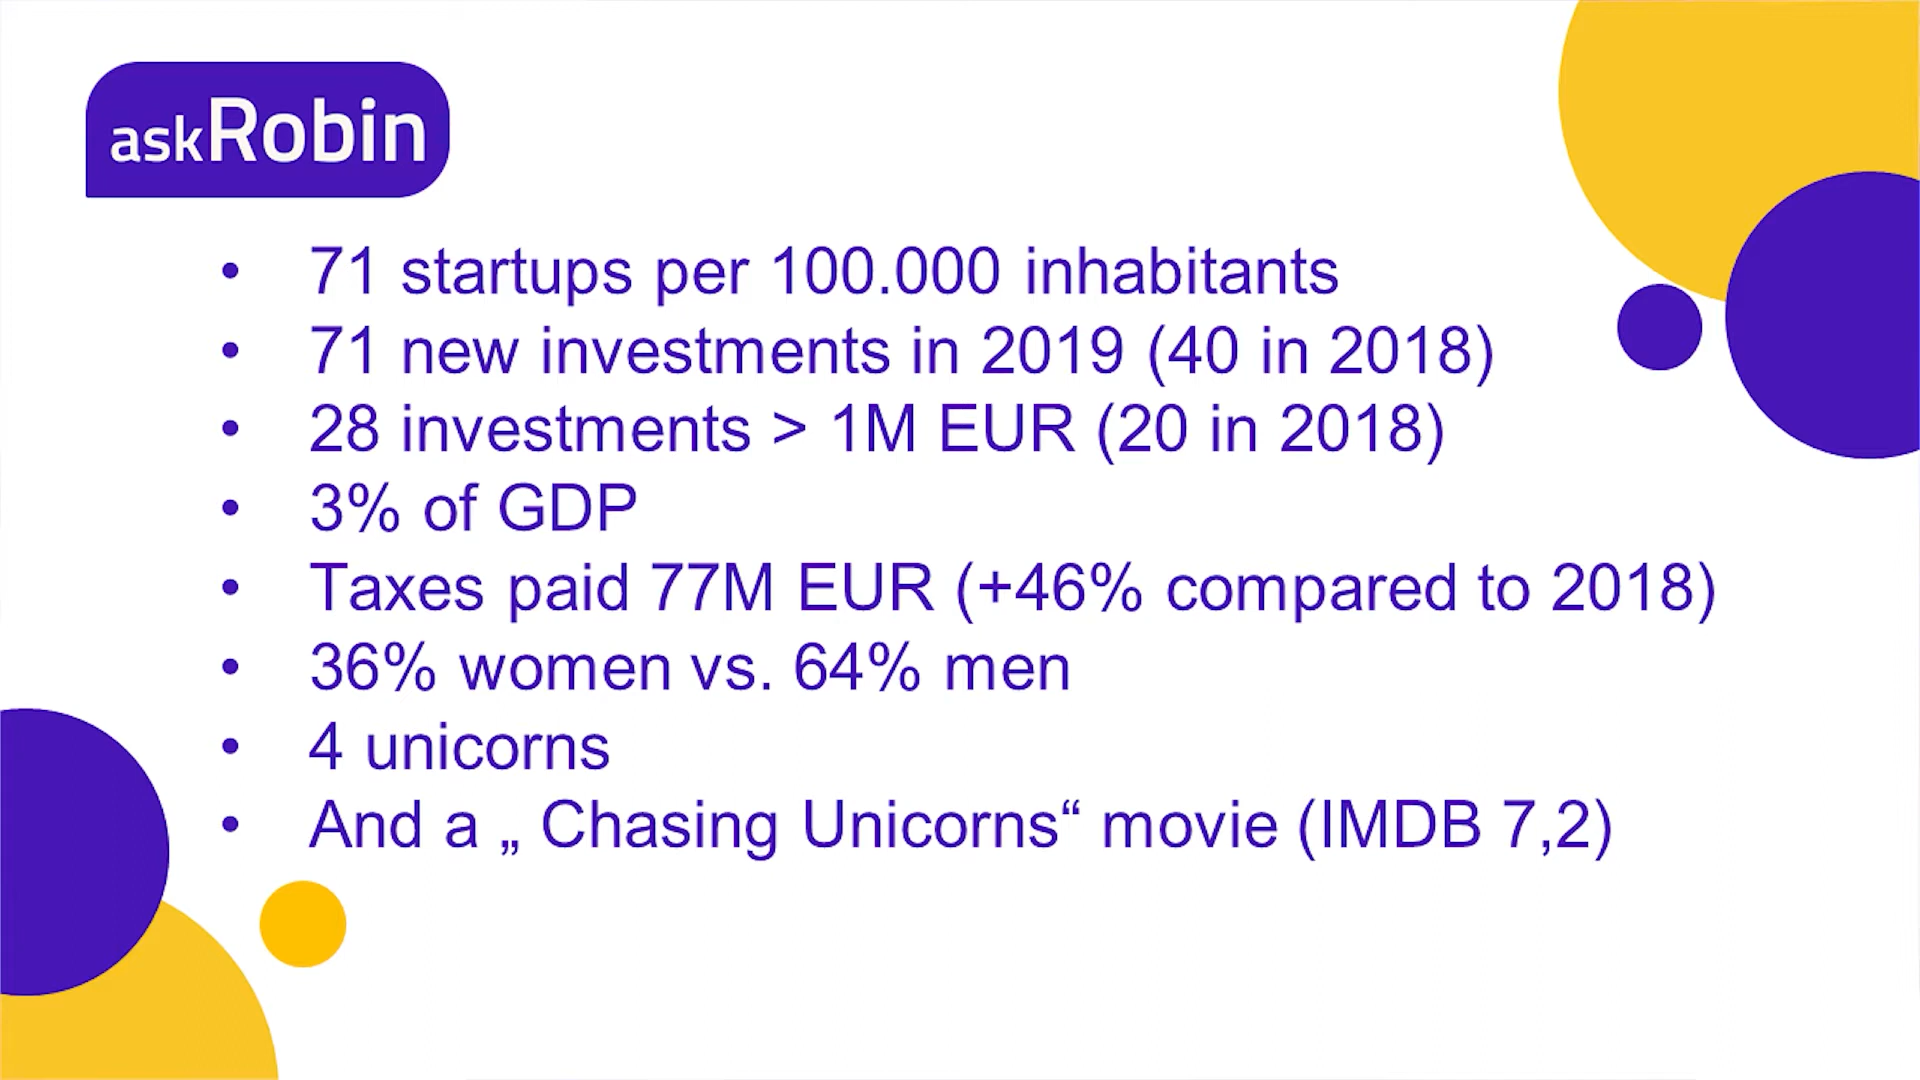 askRobin
• 71 startups per 100.000 inhabitants
• 71 new investments in 2019 (40 in 2018)
• 28 investments > 1M EUR (20 in 2018)
• 3% of GDP
• Taxes paid 77M EUR (+46% compared to 2018)
• 36% women vs. 64% men
• 4 unicorns
• And a „ Chasing Unicorns“ movie (IMDB 7,2)